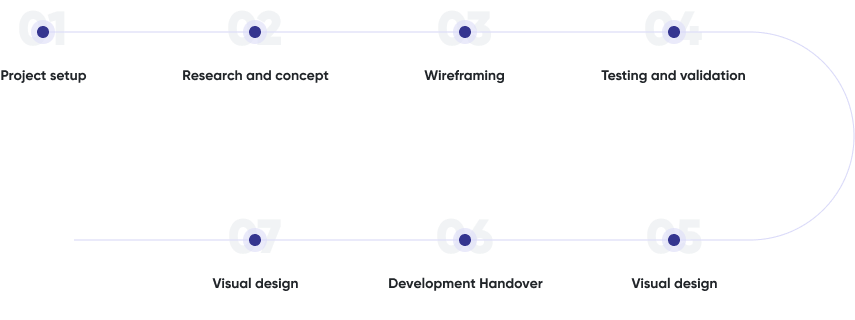 01
02
03
04
Project setup
Research and concept
Wireframing
Testing and validation
07
06
05
Visual design
Development Handover
Visual design